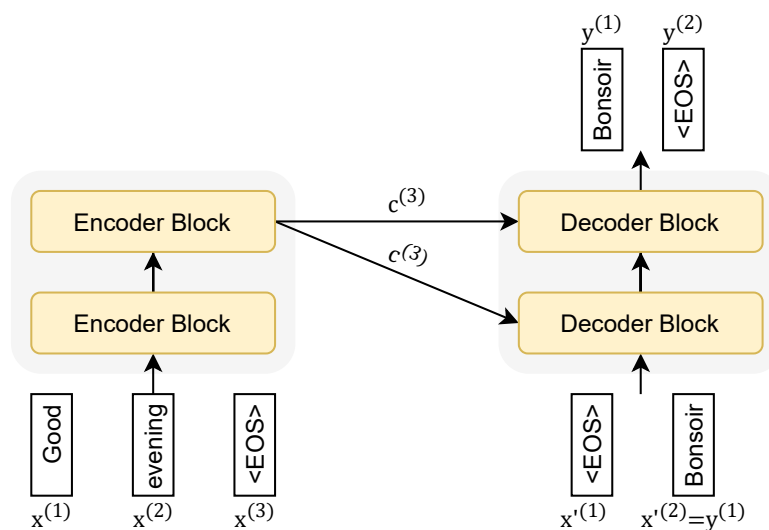 y(1) y(2)
Bonsoir <EOS>
Encoder Block
c(3)
Decoder Block
c(3)
Encoder Block
Decoder Block
Good evening <EOS>
<EOS> Bonsoir
x(1) x(2) x(3)
x'(1) x'(2)=y(1)